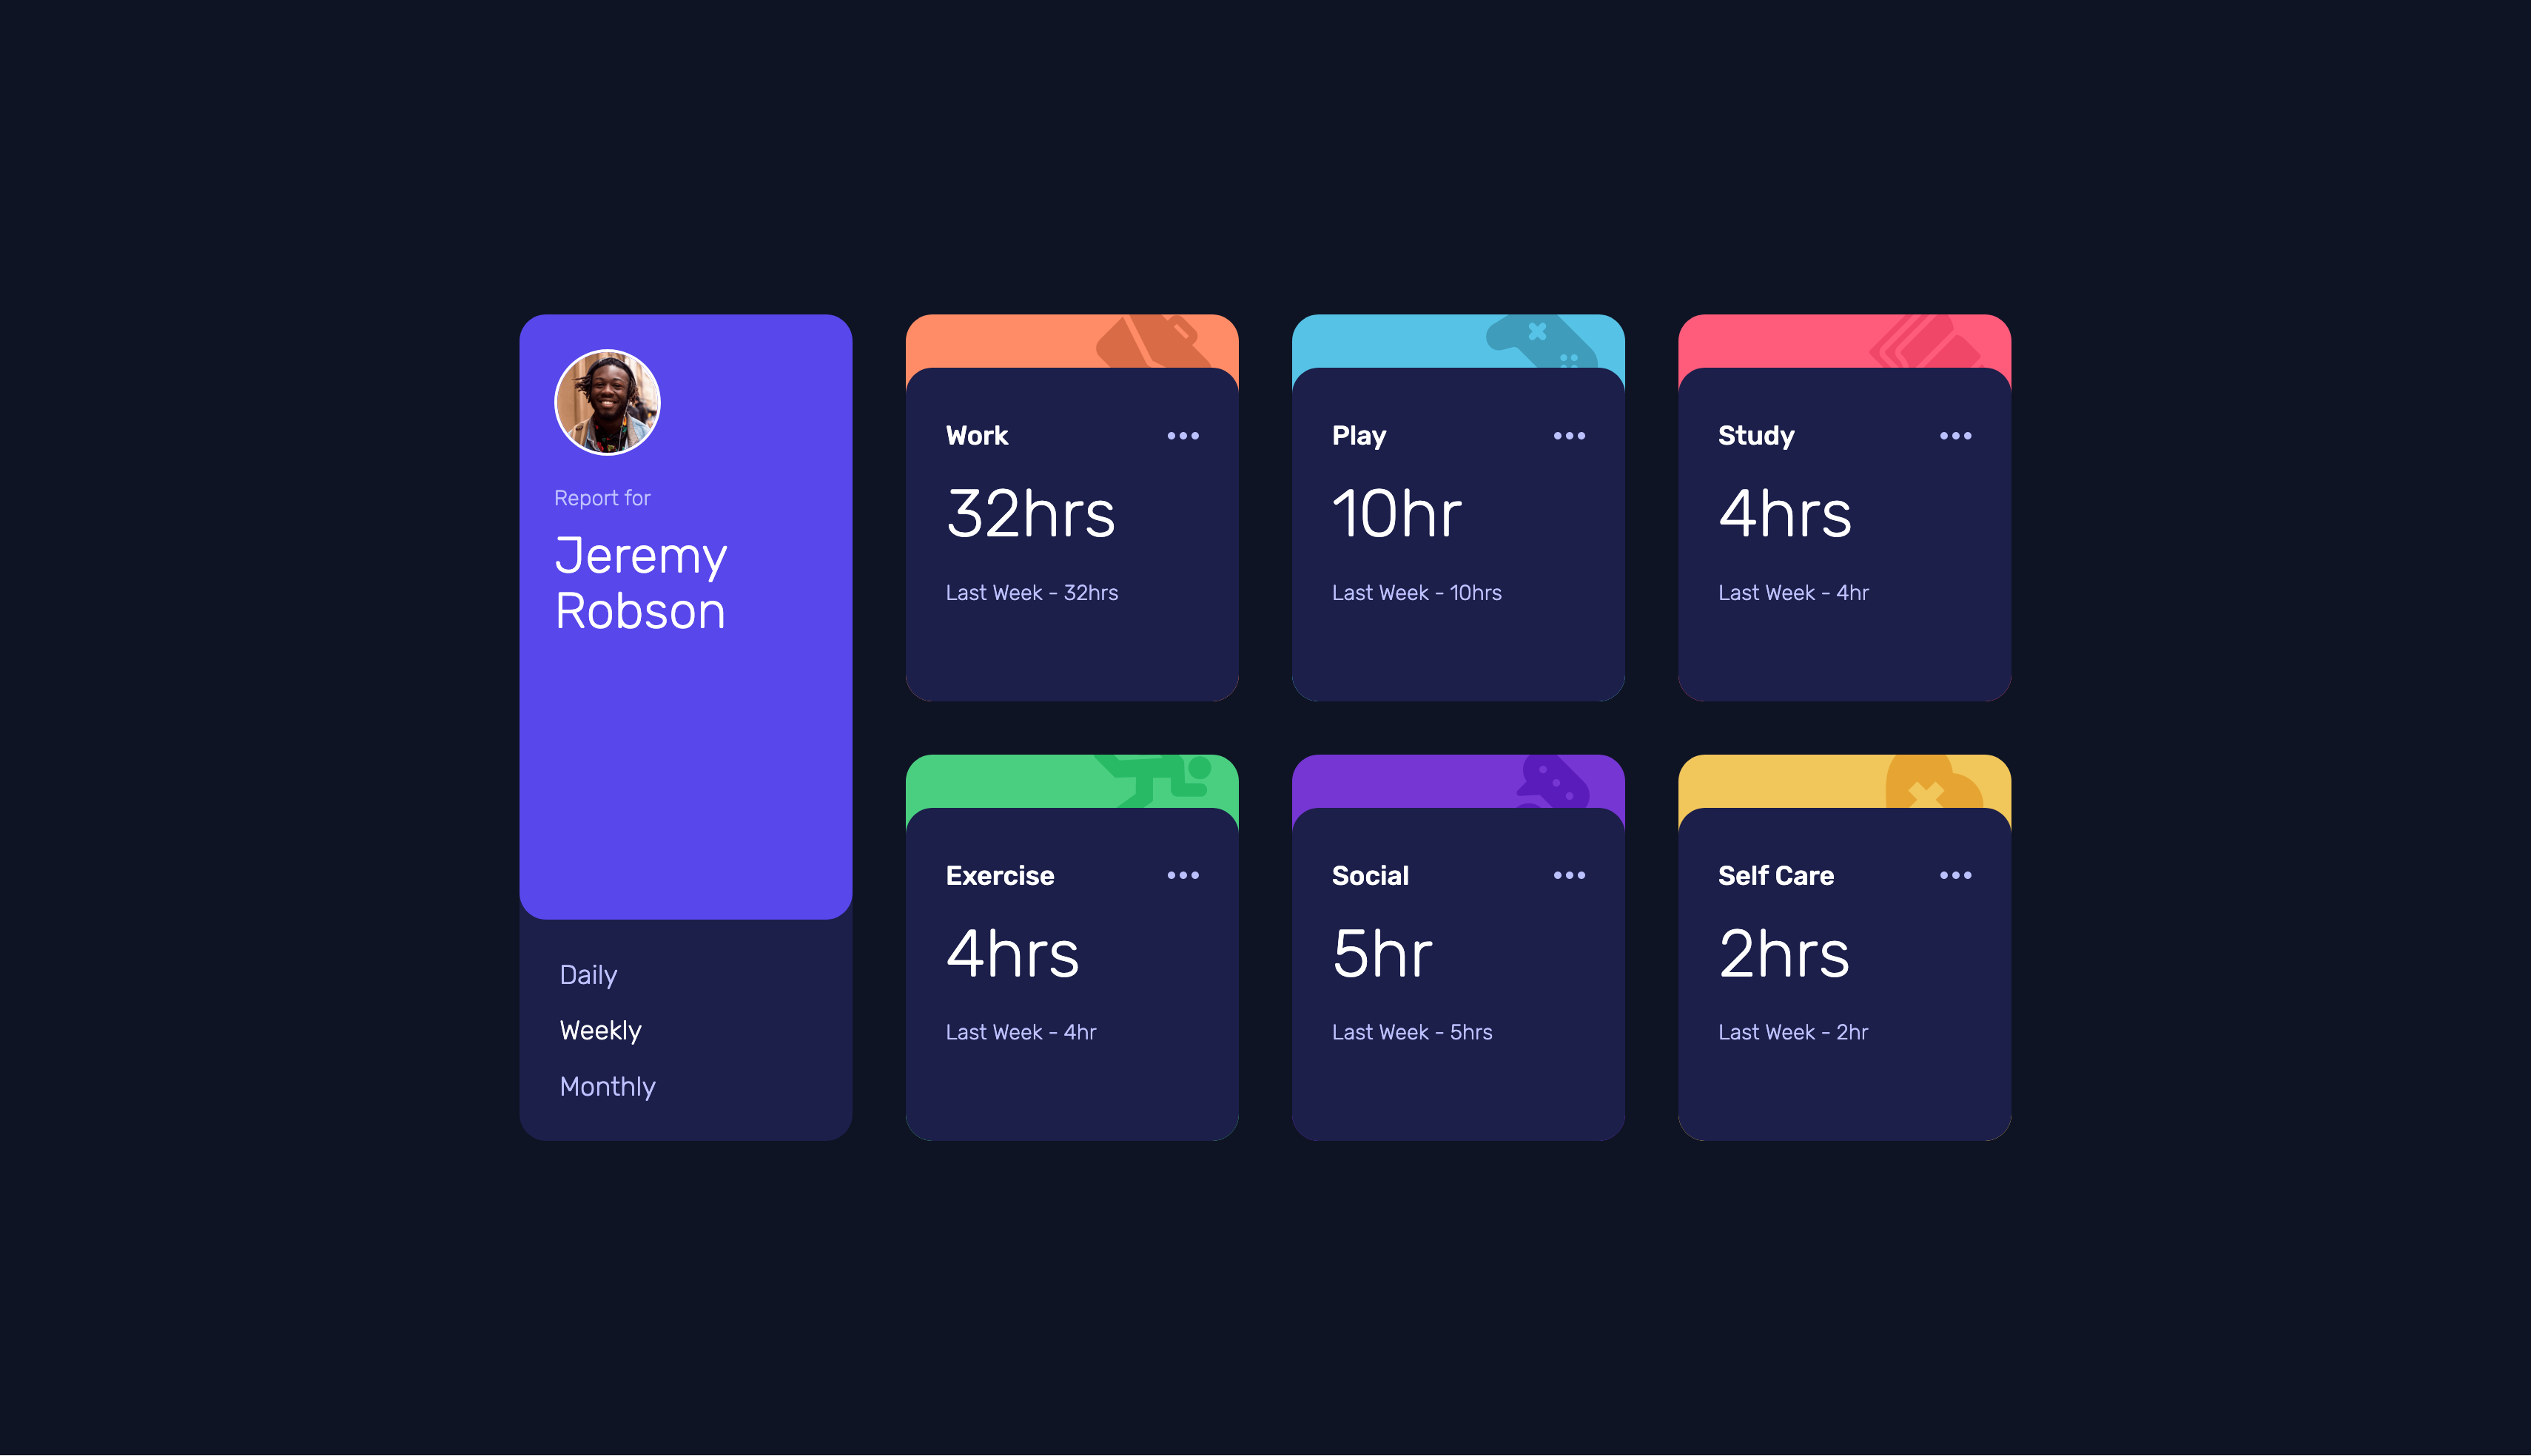 Report for
Jeremy
Robson
Daily
Weekly
Monthly
Work
32hrs
Last Week - 32hrs
Play
10hr
Last Week - 10hrs
Study
4hrs
Last Week - 4hr
Exercise
4hrs
Last Week - 4hr
Social
5hr
Last Week - 5hrs
Self Care
2hrs
Last Week - 2hr